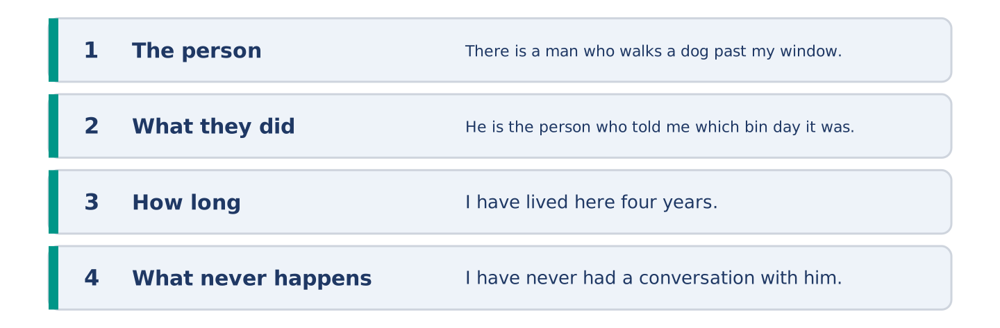 1 The person There is a man who walks a dog past my window.
2 What they did He is the person who told me which bin day it was.
3 How long I have lived here four years.
4 What never happens I have never had a conversation with him.